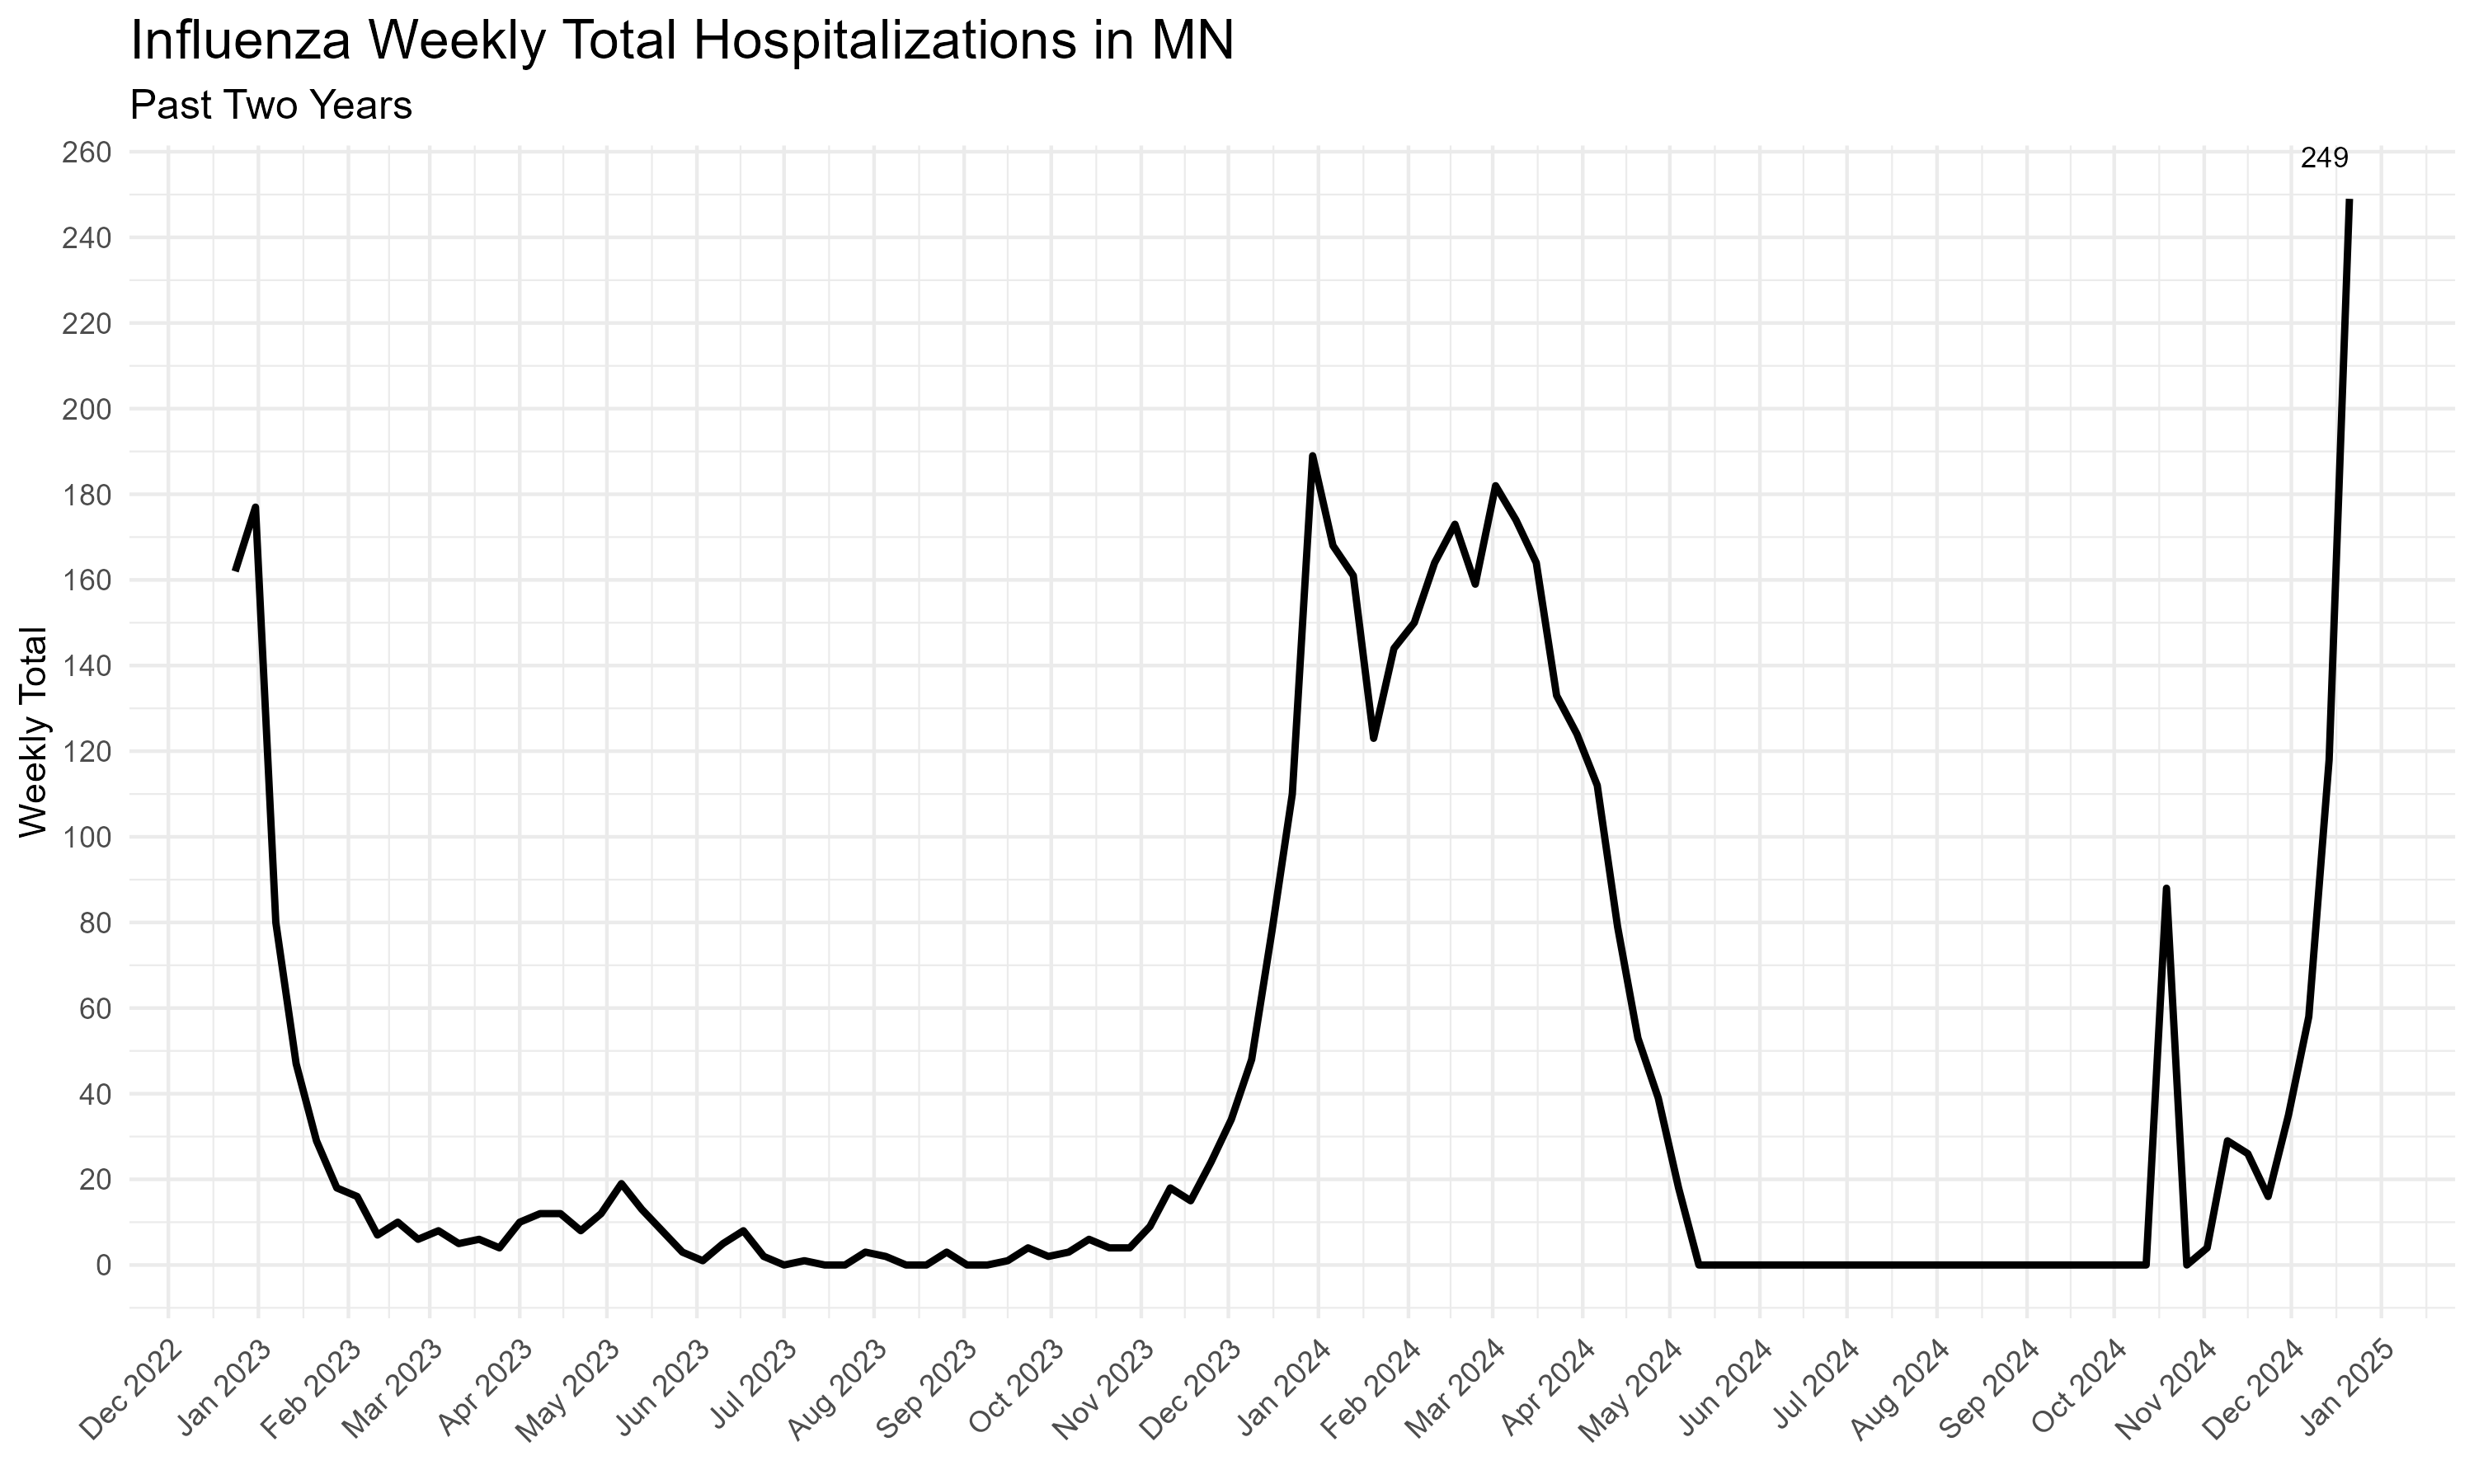 Influenza Weekly Total Hospitalizations in MN
Past Two Years
249
Weekly Total
260
240
220
200
180
160
140
120
100
80
60
40
20
0
Dec 2022
Jan 2023
Feb 2023
Mar 2023
Apr 2023
May 2023
Jun 2023
Jul 2023
Aug 2023
Sep 2023
Oct 2023
Nov 2023
Dec 2023
Jan 2024
Feb 2024
Mar 2024
Apr 2024
May 2024
Jun 2024
Jul 2024
Aug 2024
Sep 2024
Oct 2024
Nov 2024
Dec 2024
Jan 2025